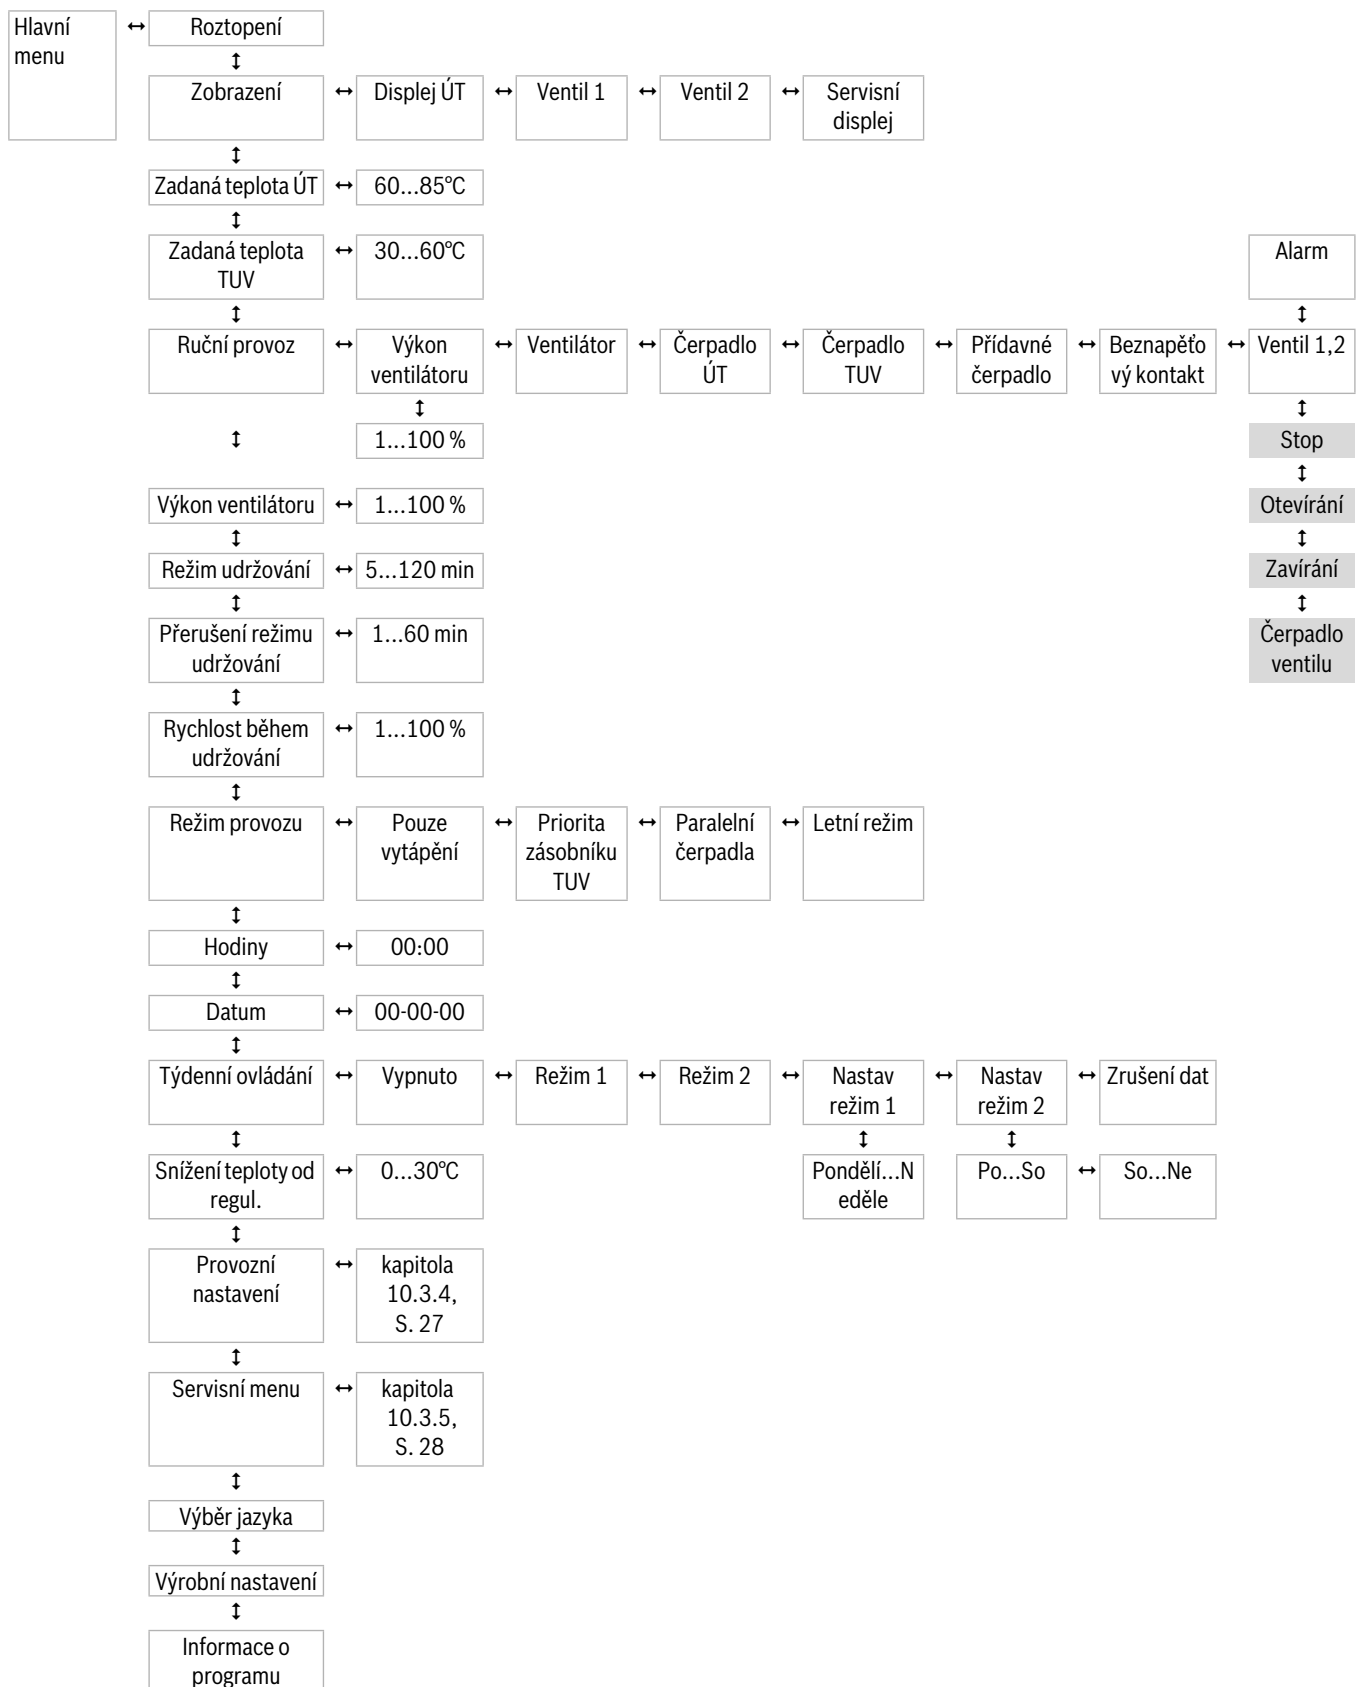 Hlavní
menu
↔
Roztopení
↕
Zobrazení ↔ Displej ÚT ↔ Ventil 1 ↔ Ventil 2 ↔ Servisní
displej
↕
Zadaná teplota ÚT ↔ 60...85°C
↕
Zadaná teplota
TUV
↔ 30...60°C
Alarm
↕ ↕
Ruční provoz ↔ Výkon
ventilátoru
↔ Ventilátor ↔ Čerpadlo
ÚT
↔ Čerpadlo
TUV
↔ Přídavné
čerpadlo
↔ Beznapěťo
vý kontakt
↔ Ventil 1,2
↕ ↕
↕ 1...100 % Stop
↕
Výkon ventilátoru ↔ 1...100 % Otevírání
↕ ↕
Režim udržování ↔ 5...120 min Zavírání
↕ ↕
Přerušení režimu
udržování
↔ 1...60 min
Čerpadlo
ventilu
↕
Rychlost během
udržování
↔ 1...100 %
↕
Režim provozu ↔ Pouze
vytápění
↔ Priorita
zásobníku
TUV
↔ Paralelní
čerpadla
↔ Letní režim
↕
Hodiny ↔ 00:00
↕
Datum ↔ 00-00-00
↕
Týdenní ovládání ↔ Vypnuto ↔ Režim 1 ↔ Režim 2 ↔ Nastav
režim 1
↔ Nastav
režim 2
↔ Zrušení dat
↕ ↕ ↕
Snížení teploty od
regul.
↔ 0...30°C
Pondělí...N
eděle
Po...So ↔ So...Ne
↕
Provozní
nastavení
↔ kapitola
10.3.4,
S. 27
↕
Servisní menu ↔ kapitola
10.3.5,
S. 28
↕
Výběr jazyka
↕
Výrobní nastavení
↕
Informace o
programu